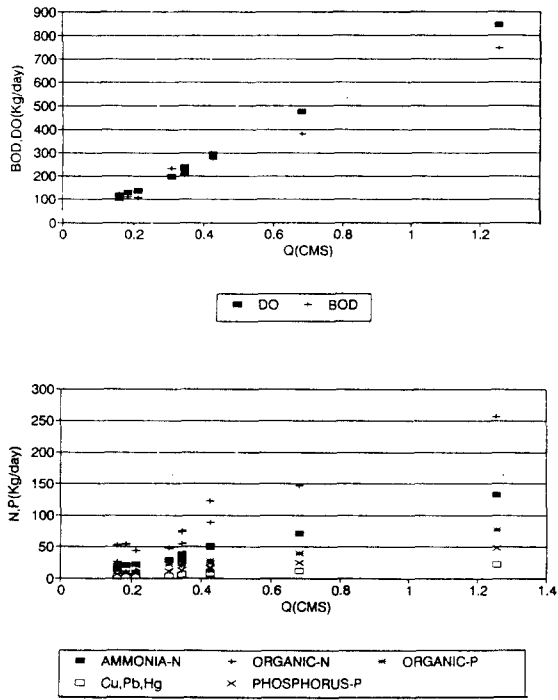 900
800
700
600
500
400
300
200
100
0
BOD,DO(Kg/day)
0 0.2 0.4 0.6 0.8 1 1.2
Q(CMS)
DO BOD
300
250
200
150
100
50
0
N,P(Kg/day)
0 0.2 0.4 0.6 0.8 1 1.2 1.4
Q(CMS)
AMMONIA-N ORGANIC-N ORGANIC-P
Cu,Pb,Hg PHOSPHORUS-P